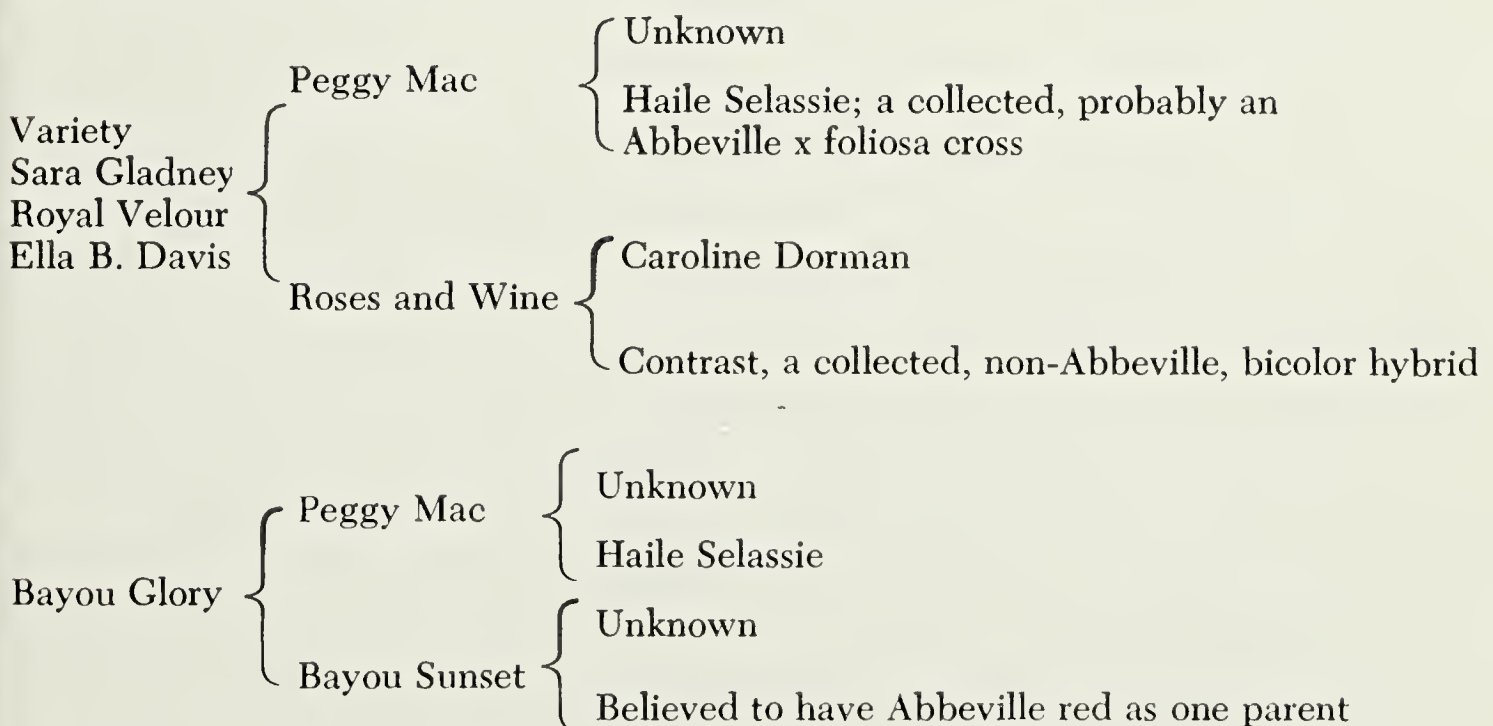 Variety
Sara Gladney
Royal Velour
Ella B. Davis
Peggy Mac
Unknown
Haile Selassie; a collected, probably an
Abbeville x foliosa cross
Roses and Wine
Caroline Dorman
Contrast, a collected, non-Abbeville, bicolor hybrid
Bayou Glory
Peggy Mac
Unknown
Haile Selassie
Bayou Sunset
Unknown
Believed to have Abbeville red as one parent